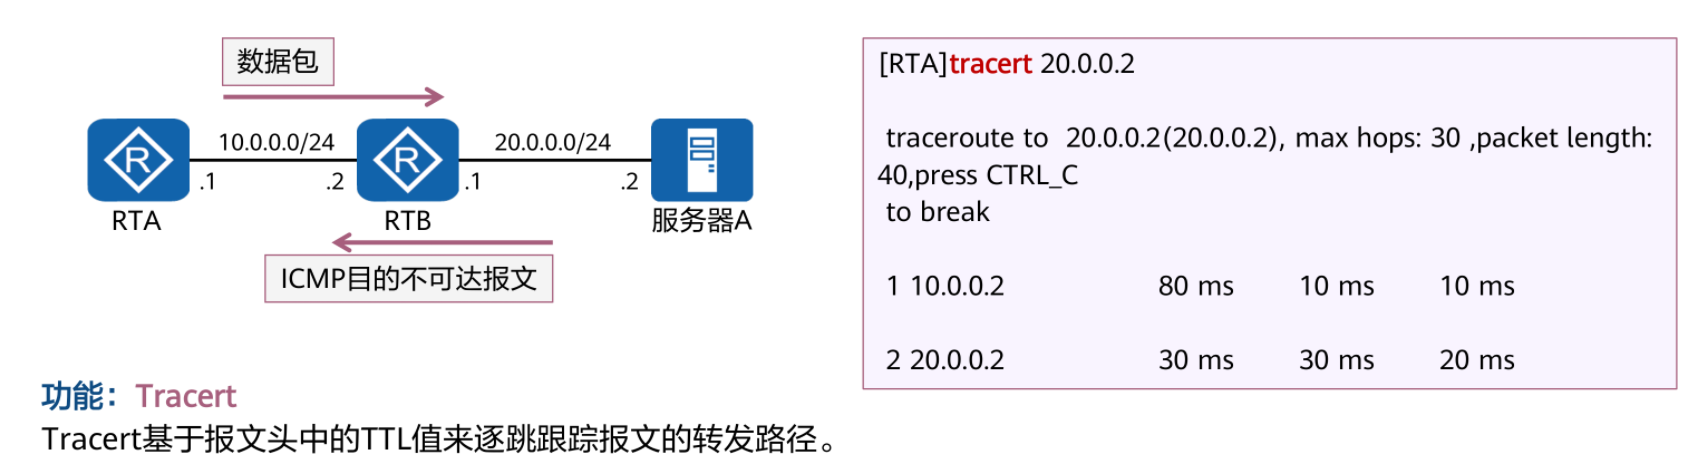 数据包
10.0.0.0/24
20.0.0.0/24
R
R
.1
.2
.1
.2
RTA
RTB
服务器A
ICMP目的不可达报文
功能：Tracert
Tracert基于报文头中的TTL值来逐跳跟踪报文的转发路径。
[RTA]tracert 20.0.0.2
traceroute to 20.0.0.2(20.0.0.2), max hops: 30 ,packet length:
40,press CTRL_C
to break
1 10.0.0.2 80 ms 10 ms 10 ms
2 20.0.0.2 30 ms 30 ms 20 ms